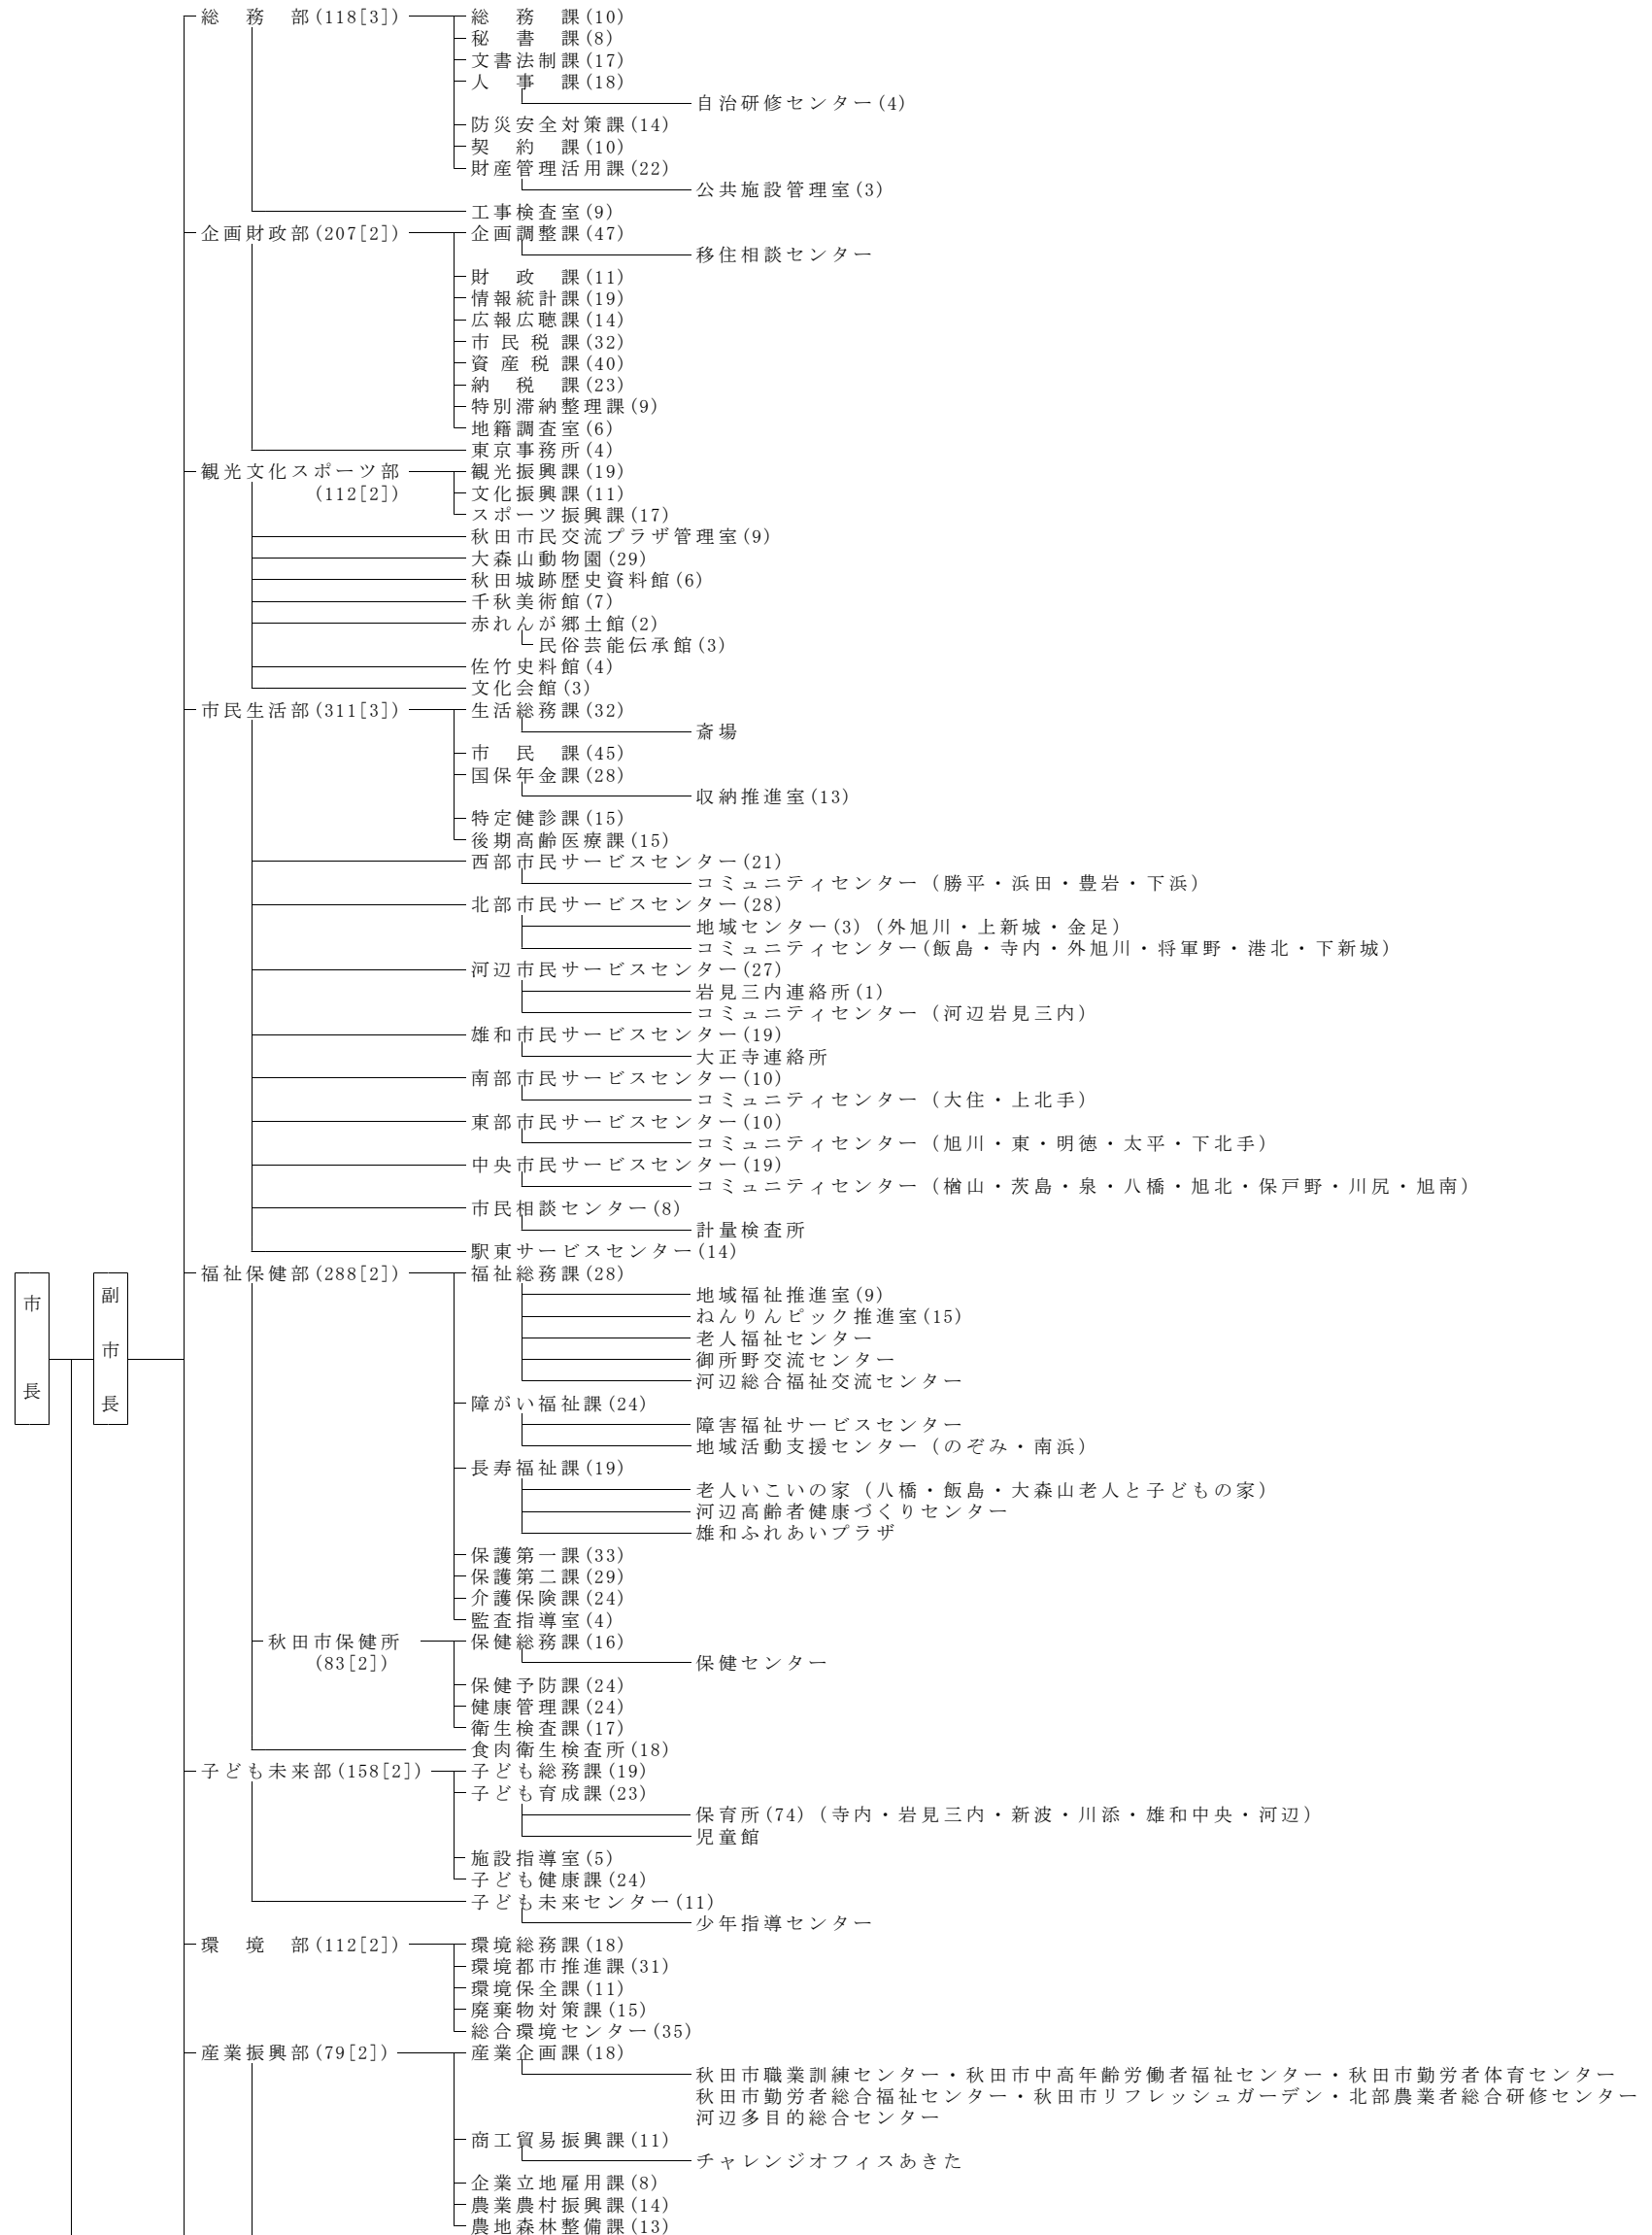 総務部(118[3]) 総務課(10)
秘書課(8)
文書法制課(17)
人事課(18)
自治研修センター(4)
防災安全対策課(14)
契約課(10)
財産管理活用課(22)
公共施設管理室(3)
工事検査室(9)
企画財政部(207[2]) 企画調整課(47)
移住相談センター
財政課(11)
情報統計課(19)
広報広聴課(14)
市民税課(32)
資産税課(40)
納税課(23)
特別滞納整理課(9)
地籍調査室(6)
東京事務所(4)
観光文化スポーツ部 観光振興課(19)
(112[2]) 文化振興課(11)
スポーツ振興課(17)
秋田市民交流プラザ管理室(9)
大森山動物園(29)
秋田城跡歴史資料館(6)
千秋美術館(7)
赤れんが郷土館(2)
民俗芸能伝承館(3)
佐竹史料館(4)
文化会館(3)
市民生活部(311[3]) 生活総務課(32)
斎場
市民課(45)
国保年金課(28)
収納推進室(13)
特定健診課(15)
後期高齢医療課(15)
西部市民サービスセンター(21)
コミュニティセンター（勝平・浜田・豊岩・下浜）
北部市民サービスセンター(28)
地域センター(3)（外旭川・上新城・金足）
コミュニティセンター(飯島・寺内・外旭川・将軍野・港北・下新城）
河辺市民サービスセンター(27)
岩見三内連絡所(1)
コミュニティセンター（河辺岩見三内）
雄和市民サービスセンター(19)
大正寺連絡所
南部市民サービスセンター(10)
コミュニティセンター（大住・上北手）
東部市民サービスセンター(10)
コミュニティセンター（旭川・東・明徳・太平・下北手）
中央市民サービスセンター(19)
コミュニティセンター（楢山・茨島・泉・八橋・旭北・保戸野・川尻・旭南）
市民相談センター(8)
計量検査所
駅東サービスセンター(14)
市長
副市長
福祉保健部(288[2]) 福祉総務課(28)
地域福祉推進室(9)
ねんりんピック推進室(15)
老人福祉センター
御所野交流センター
河辺総合福祉交流センター
障がい福祉課(24)
障害福祉サービスセンター
地域活動支援センター（のぞみ・南浜）
長寿福祉課(19)
老人いこいの家（八橋・飯島・大森山老人と子どもの家）
河辺高齢者健康づくりセンター
雄和ふれあいプラザ
保護第一課(33)
保護第二課(29)
介護保険課(24)
監査指導室(4)
秋田市保健所 保健総務課(16)
(83[2]) 保健センター
保健予防課(24)
健康管理課(24)
衛生検査課(17)
食肉衛生検査所(18)
子ども未来部(158[2]) 子ども総務課(19)
子ども育成課(23)
保育所(74)（寺内・岩見三内・新波・川添・雄和中央・河辺）
児童館
施設指導室(5)
子ども健康課(24)
子ども未来センター(11)
少年指導センター
環境部(112[2]) 環境総務課(18)
環境都市推進課(31)
環境保全課(11)
廃棄物対策課(15)
総合環境センター(35)
産業振興部(79[2]) 産業企画課(18)
秋田市職業訓練センター・秋田市中高年齢労働者福祉センター・秋田市勤労者体育センター
秋田市勤労者総合福祉センター・秋田市リフレッシュガーデン・北部農業者総合研修センター
河辺多目的総合センター
商工貿易振興課(11)
チャレンジオフィスあきた
企業立地雇用課(8)
農業農村振興課(14)
農地森林整備課(13)